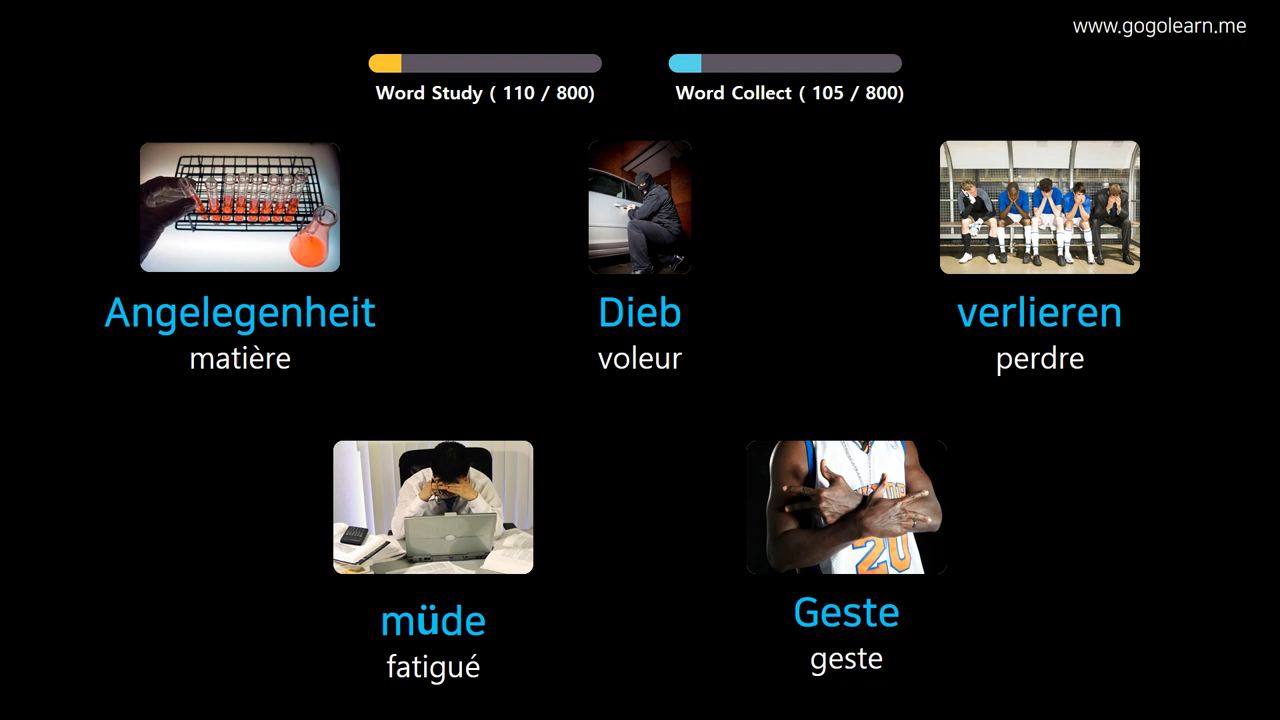 www.gogolearn.me
Word Study ( 110 / 800)
Word Collect ( 105 / 800)
Angelegenheit
matière
Dieb
voleur
verlieren
perdre
20
müde
fatigué
Geste
geste